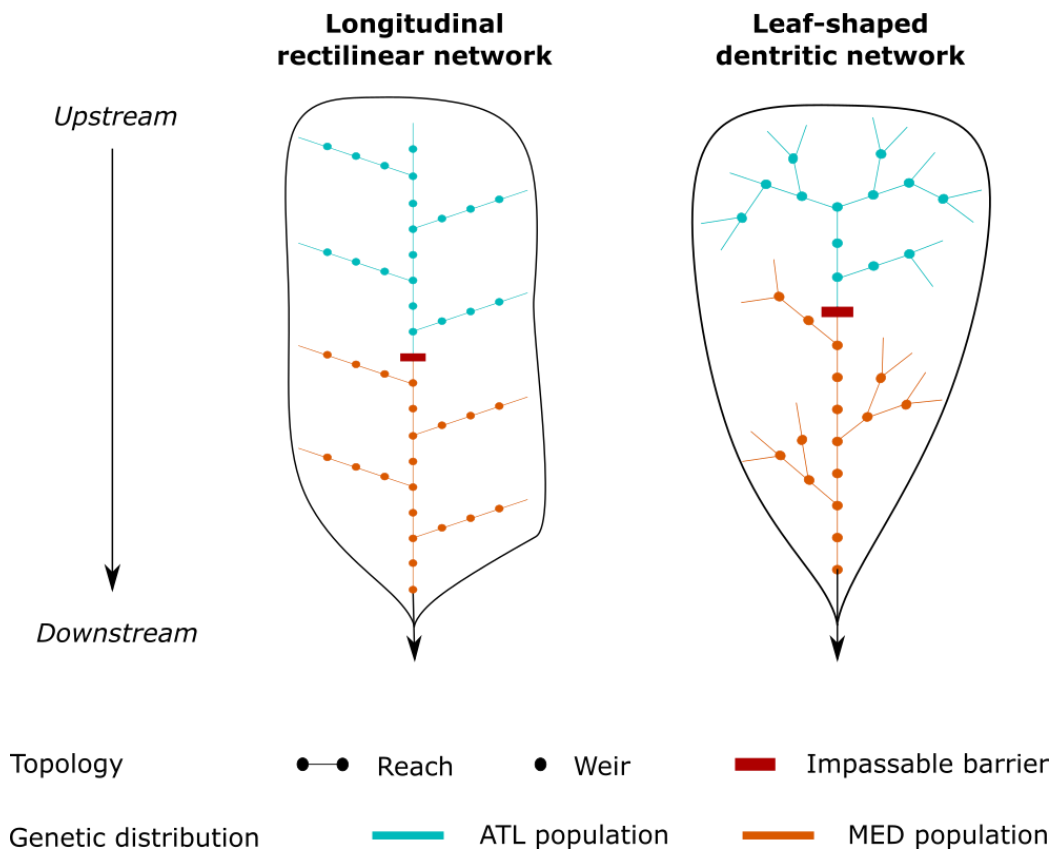 Longitudinal
rectilinear network
Leaf-shaped
dentritic network
Upstream
Downstream
Topology
Reach
Weir
Impassable barrier
Genetic distribution
ATL population
MED population